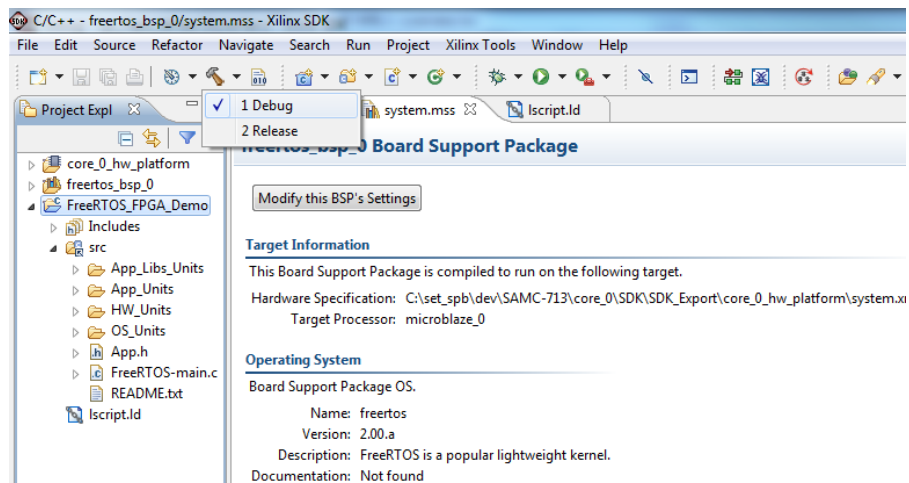 C/C++ - freertos_bsp_0/system.mss - Xilinx SDK
File Edit Source Refactor Navigate Search Run Project Xilinx Tools Window Help
Project Expl
1 Debug
2 Release
system.mss
lscript.ld
freertos_bsp_0 Board Support Package
core_0_hw_platform
freertos_bsp_0
FreeRTOS_FPGA_Demo
Includes
src
App_Libs_Units
App_Units
HW_Units
OS_Units
App.h
FreeRTOS-main.c
README.txt
lscript.ld
Modify this BSP's Settings
Target Information
This Board Support Package is compiled to run on the following target.
Hardware Specification: C:\set_spb\dev\SAMC-713\core_0\SDK\SDK_Export\core_0_hw_platform\system.x
Target Processor: microblaze_0
Operating System
Board Support Package OS.
Name: freertos
Version: 2.00.a
Description: FreeRTOS is a popular lightweight kernel.
Documentation: Not found